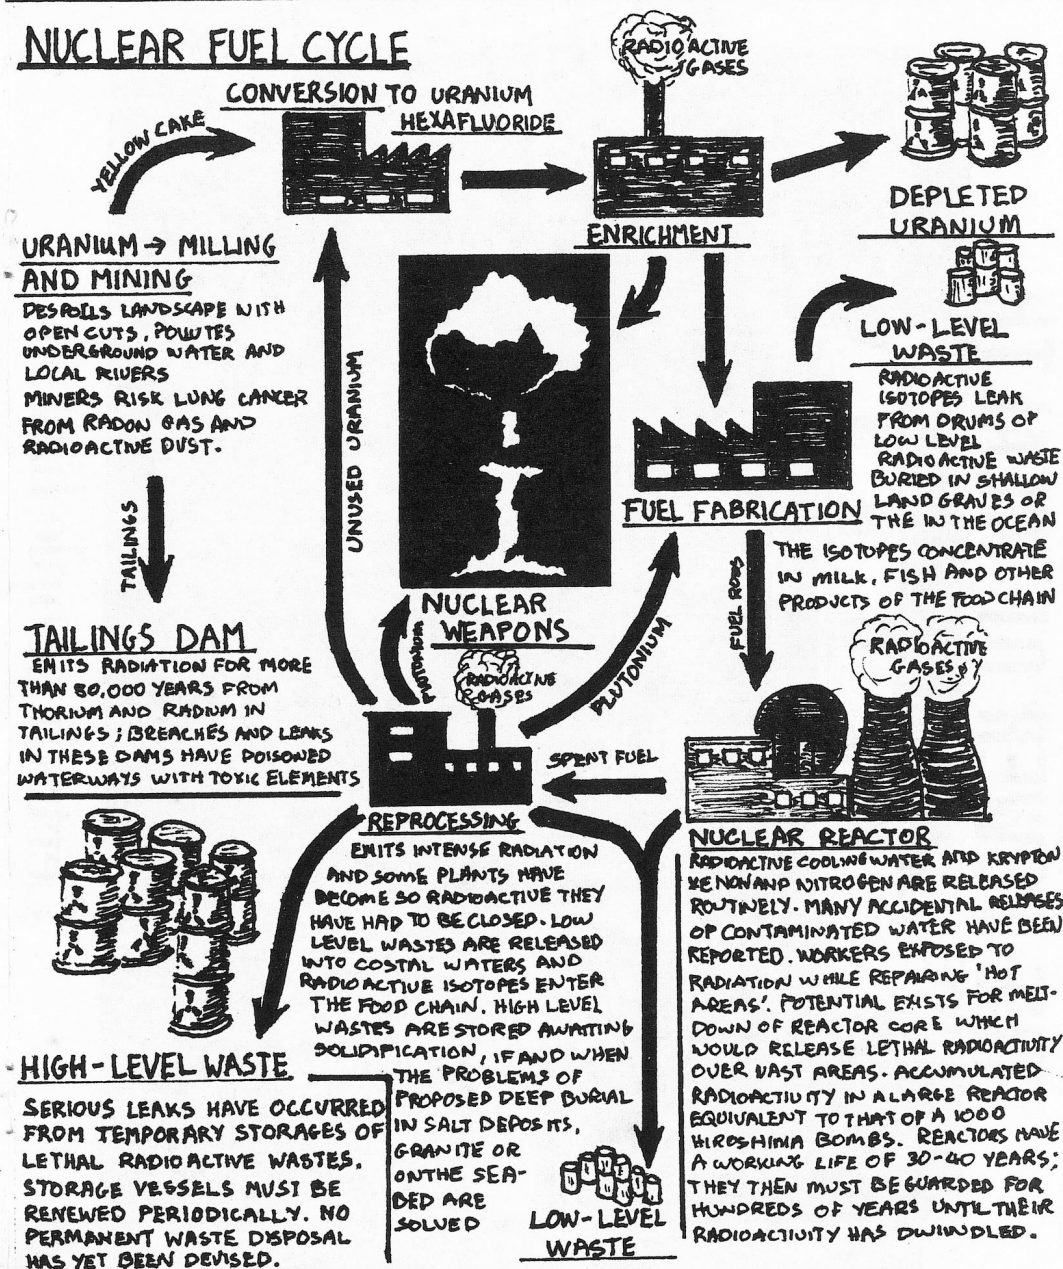 NUCLEAR FUEL CYCLE
CONVERSION TO URANIUM
HEXAFLUORIDE
YELLOW CAKE
RADIOACTIVE
GASES
ENRICHMENT
DEPLETED
URANIUM
URANIUM → MILLING
AND MINING
DESPOILS LANDSCAPE WITH
OPEN CUTS, POLLUTES
UNDERGROUND WATER AND
LOCAL RIVERS
MINERS RISK LUNG CANCER
FROM RADON GAS AND
RADIOACTIVE DUST.
TAILINGS
UNUSED URANIUM
LOW-LEVEL
WASTE
RADIOACTIVE
ISOTOPES LEAK
FROM DRUMS OF
LOW LEVEL
RADIOACTIVE WASTE
BURIED IN SHALLOW
LAND GRAVES OR
THE IN THE OCEAN
THE ISOTOPES CONCENTRATE
IN MILK, FISH AND OTHER
PRODUCTS OF THE FOOD CHAIN
FUEL FABRICATION
FUEL RODS
NUCLEAR
WEAPONS
PLUTONIUM
PLUTONIUM
RADIOACTIVE
GASES
RADIOACTIVE
GASES
TAILINGS DAM
EMITS RADIATION FOR MORE
THAN 80,000 YEARS FROM
THORIUM AND RADIUM IN
TAILINGS; BREACHES AND LEAKS
IN THESE DAMS HAVE POISONED
WATERWAYS WITH TOXIC ELEMENTS
SPENT FUEL
REPROCESSING
EMITS INTENSE RADIATION
AND SOME PLANTS HAVE
BECOME SO RADIOACTIVE THEY
HAVE HAD TO BE CLOSED. LOW
LEVEL WASTES ARE RELEASED
INTO COSTAL WATERS AND
RADIOACTIVE ISOTOPES ENTER
THE FOOD CHAIN. HIGH LEVEL
WASTES ARE STORED AWAITING
SOLIDIFICATION, IF AND WHEN
THE PROBLEMS OF
PROPOSED DEEP BURIAL
IN SALT DEPOSITS,
GRANITE OR
ON THE SEA-
BED ARE
SOLVED
NUCLEAR REACTOR
RADIOACTIVE COOLING WATER AND KRYPTON
XENON AND NITROGEN ARE RELEASED
ROUTINELY. MANY ACCIDENTAL RELEASES
OF CONTAMINATED WATER HAVE BEEN
REPORTED. WORKERS EXPOSED TO
RADIATION WHILE REPAIRING 'HOT
AREAS'. POTENTIAL EXISTS FOR MELT-
DOWN OF REACTOR CORE WHICH
WOULD RELEASE LETHAL RADIOACTIVITY
OVER VAST AREAS. ACCUMULATED
RADIOACTIVITY IN A LARGE REACTOR
EQUIVALENT TO THAT OF A 1000
HIROSHIMA BOMBS. REACTORS HAVE
A WORKING LIFE OF 30-40 YEARS;
THEY THEN MUST BE GUARDED FOR
HUNDREDS OF YEARS UNTIL THEIR
RADIOACTIVITY HAS DWINDLED.
HIGH-LEVEL WASTE
SERIOUS LEAKS HAVE OCCURRED
FROM TEMPORARY STORAGES OF
LETHAL RADIOACTIVE WASTES.
STORAGE VESSELS MUST BE
RENEWED PERIODICALLY. NO
PERMANENT WASTE DISPOSAL
HAS YET BEEN DEVISED.
LOW-LEVEL
WASTE